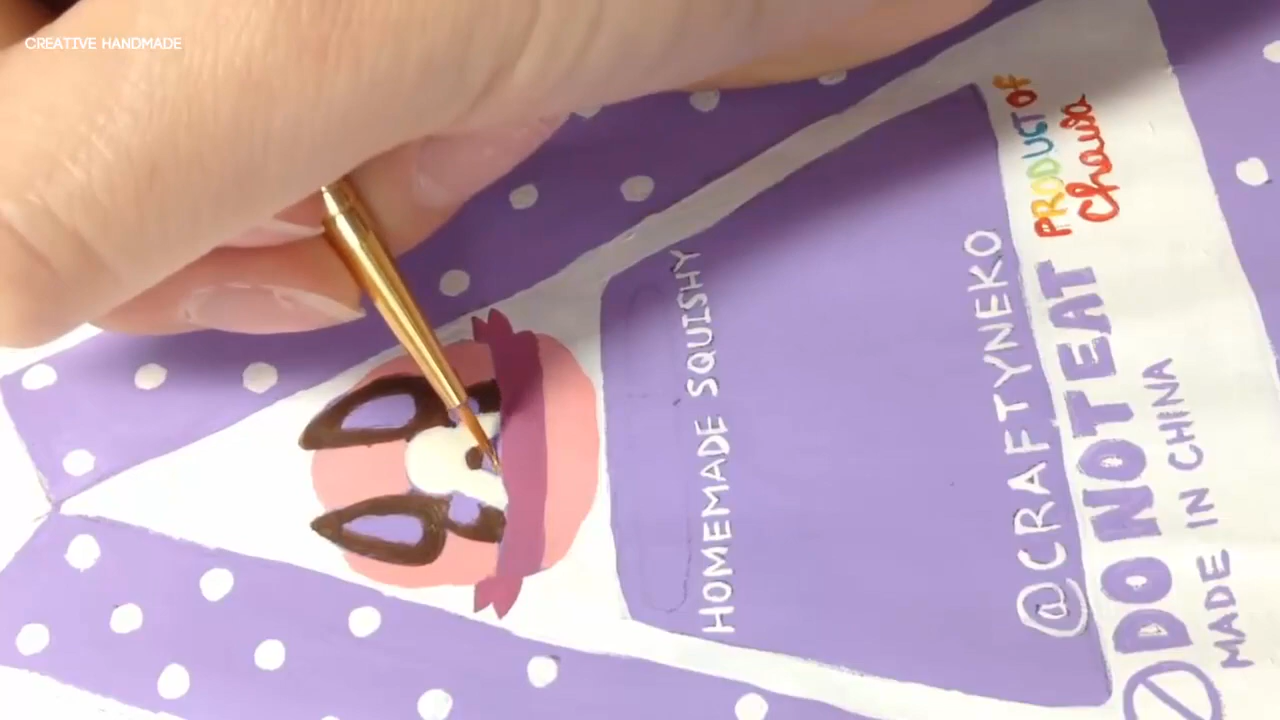 CREATIVE HANDMADE
HOMEMADE SQUISHY
@CRAFTYNEKO
DO NOT EAT
MADE IN CHINA
PRODUCT of
Chawa